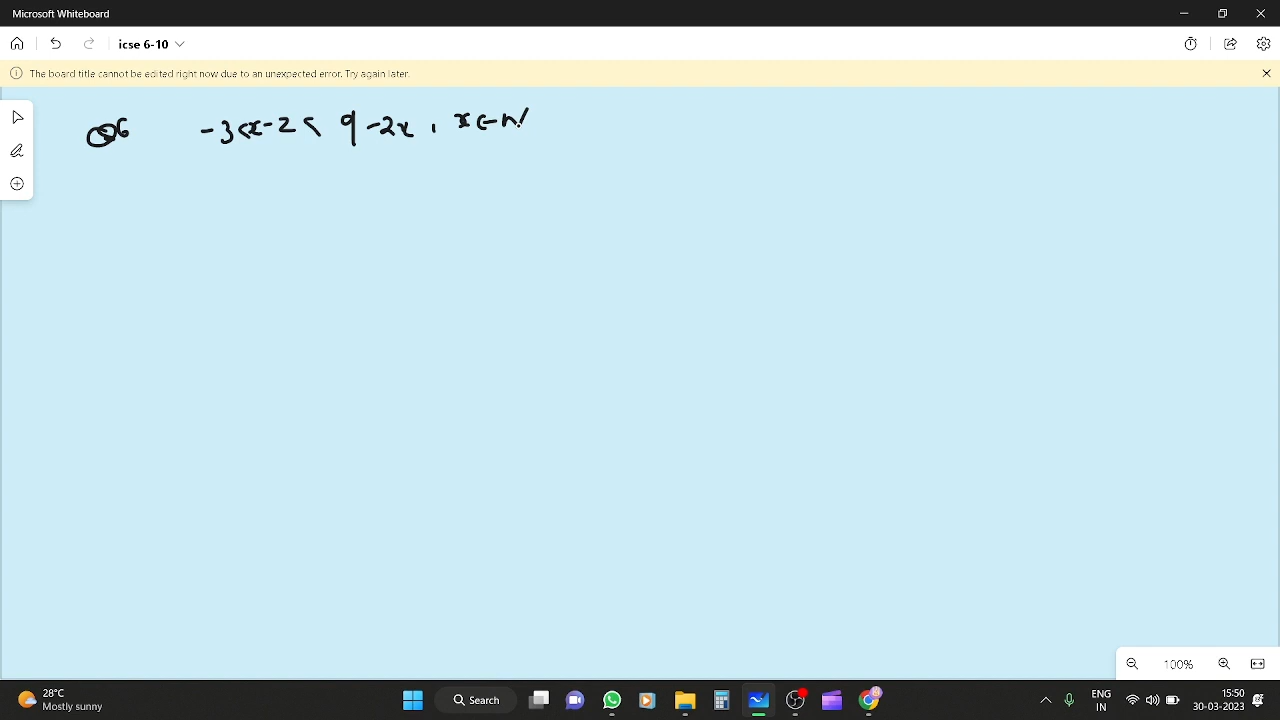 Microsoft Whiteboard
icse 6-10
The board title cannot be edited right now due to an unexpected error. Try again later.
Q6 -3<x-2< 9-2x, x∈N
100%
28°C
Mostly sunny
Search
ENG
IN
15:50
30-03-2023